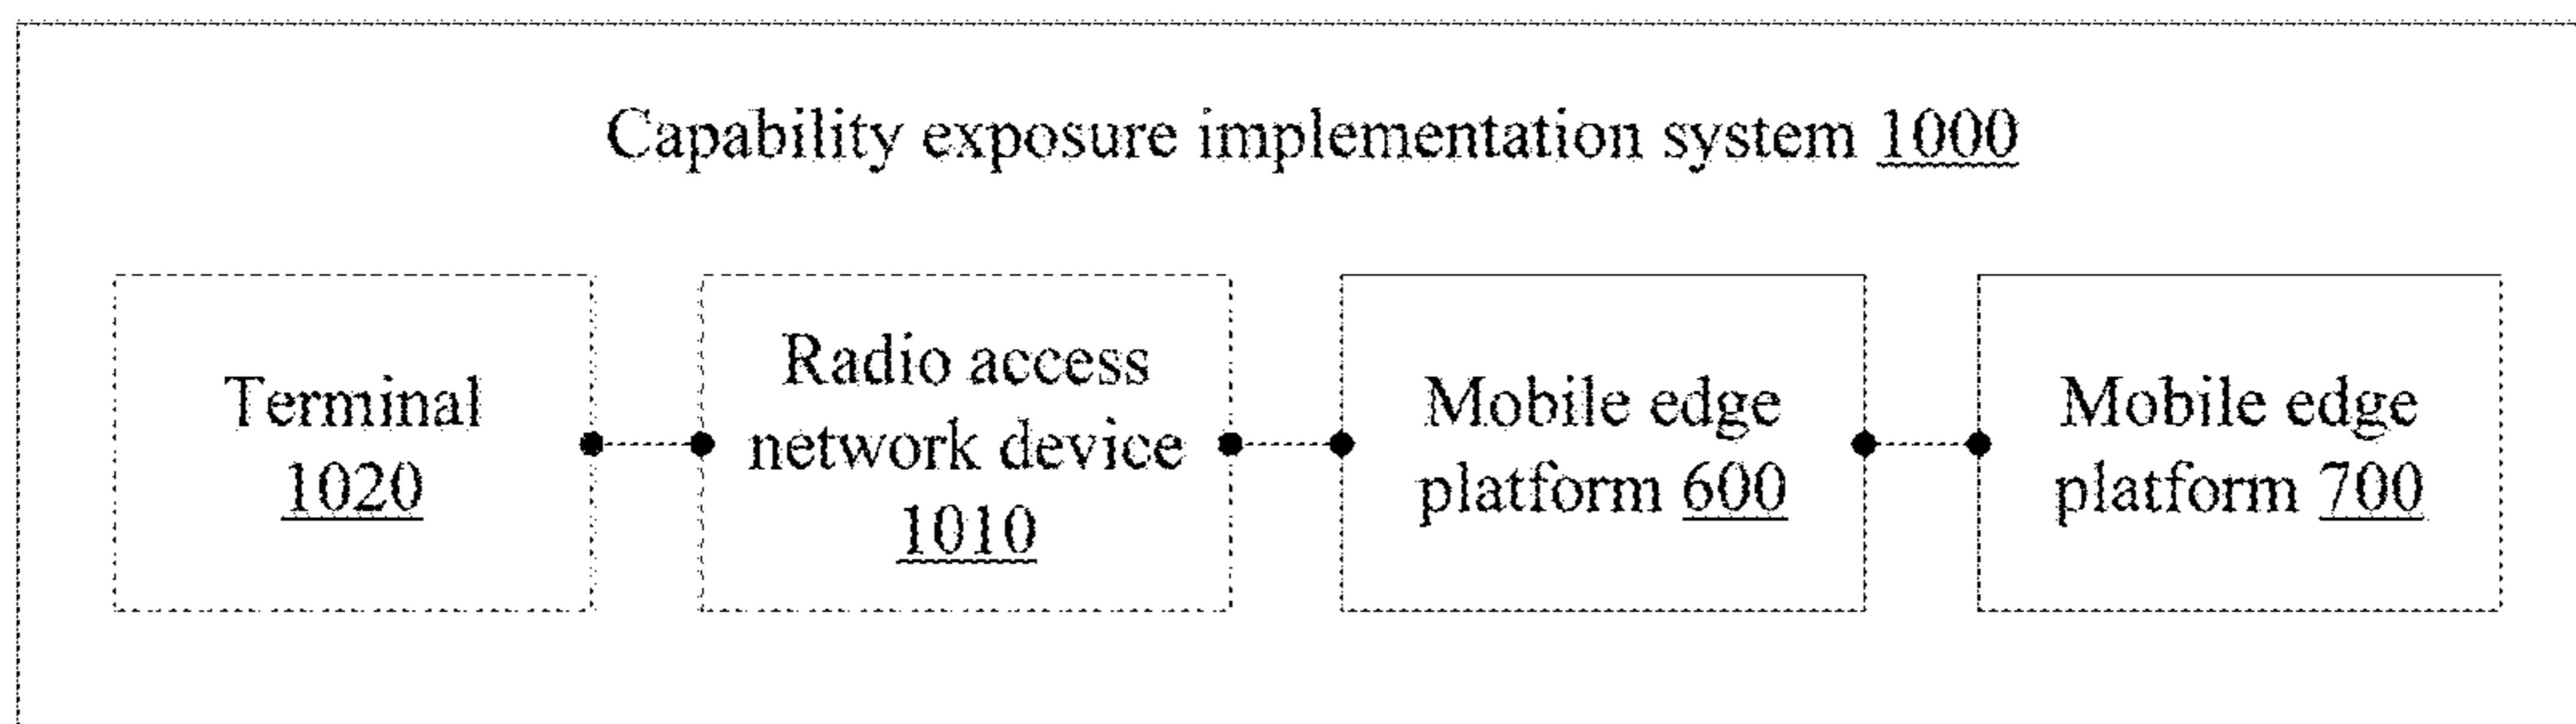 Capability exposure implementation system 1000
Terminal
1020
Radio access
network device
1010
Mobile edge
platform 600
Mobile edge
platform 700